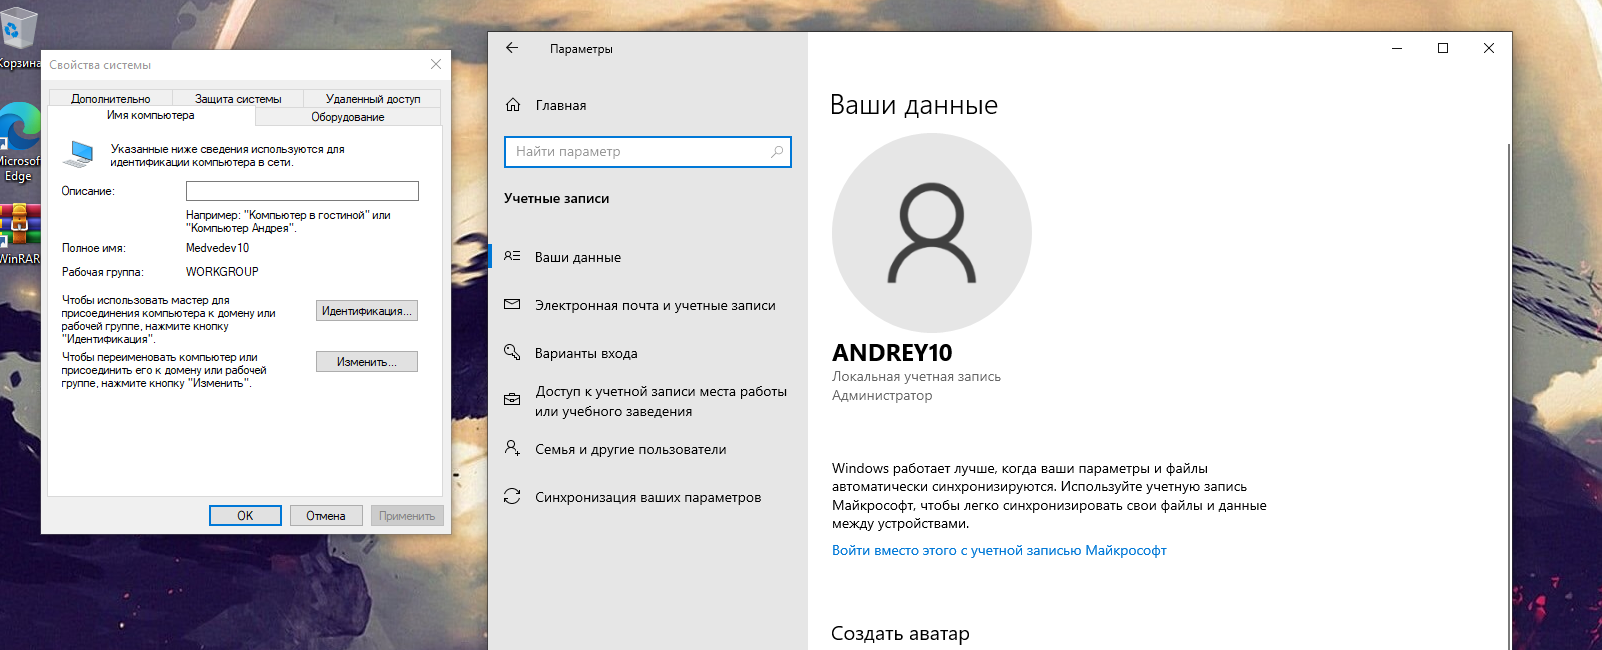 Корзина
Microsof
Edge
WinRAR
Свойства системы
Дополнительно
Защита системы
Удаленный доступ
Имя компьютера
Оборудование
Указанные ниже сведения используются для
идентификации компьютера в сети.
Описание:
Например: "Компьютер в гостиной" или
"Компьютер Андрея".
Полное имя:
Medvedev10
Рабочая группа:
WORKGROUP
Чтобы использовать мастер для
присоединения компьютера к домену или
рабочей группе, нажмите кнопку
"Идентификация".
Идентификация...
Чтобы переименовать компьютер или
присоединить его к домену или рабочей
группе, нажмите кнопку "Изменить".
Изменить...
ОК
Отмена
Применить
Параметры
Главная
Найти параметр
Учетные записи
Ваши данные
Электронная почта и учетные записи
Варианты входа
Доступ к учетной записи места работы
или учебного заведения
Семья и другие пользователи
Синхронизация ваших параметров
Ваши данные
ANDREY10
Локальная учетная запись
Администратор
Windows работает лучше, когда ваши параметры и файлы
автоматически синхронизируются. Используйте учетную запись
Майкрософт, чтобы легко синхронизировать свои файлы и данные
между устройствами.
Войти вместо этого с учетной записью Майкрософт
Создать аватар